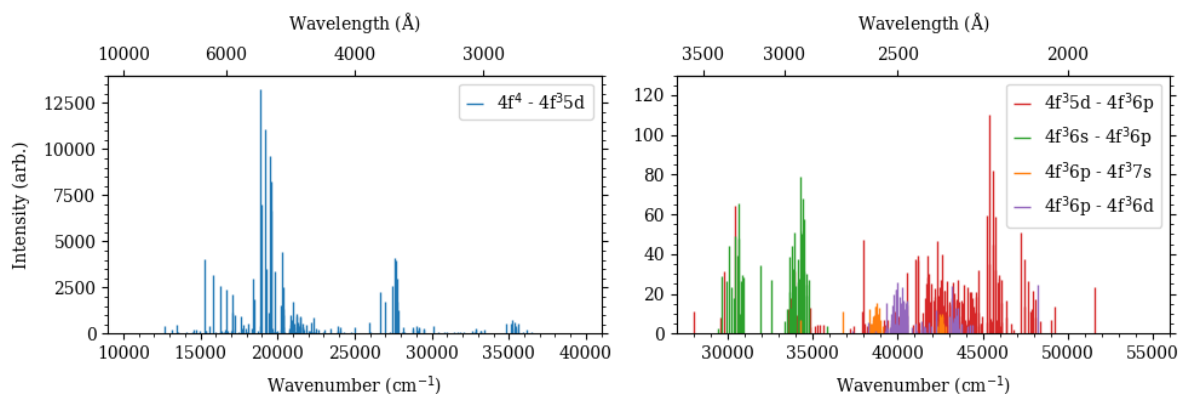 Wavelength (Å)
10000 6000 4000 3000
12500
10000
7500
5000
2500
0
Intensity (arb.)
4f⁴ - 4f³5d
10000 15000 20000 25000 30000 35000 40000
Wavenumber (cm⁻¹)
Wavelength (Å)
3500 3000 2500 2000
120
100
80
60
40
20
0
4f³5d - 4f³6p
4f³6s - 4f³6p
4f³6p - 4f³7s
4f³6p - 4f³6d
30000 35000 40000 45000 50000 55000
Wavenumber (cm⁻¹)